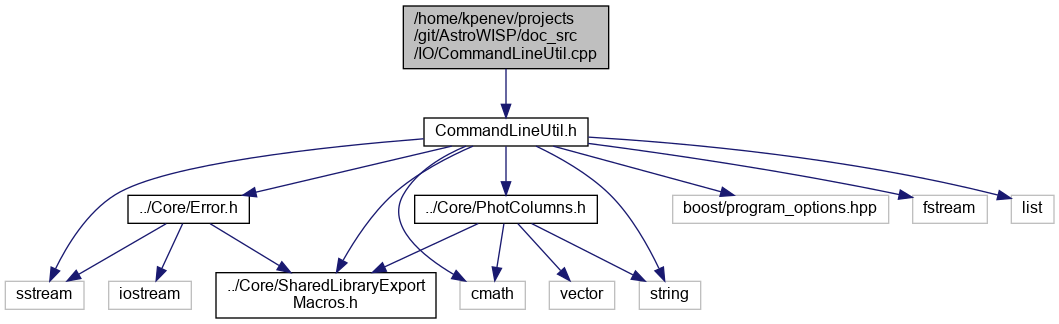 /home/kpenev/projects
/git/AstroWISP/doc_src
/IO/CommandLineUtil.cpp
CommandLineUtil.h
../Core/Error.h
../Core/PhotColumns.h
boost/program_options.hpp
fstream
list
sstream
iostream
../Core/SharedLibraryExport
Macros.h
cmath
vector
string